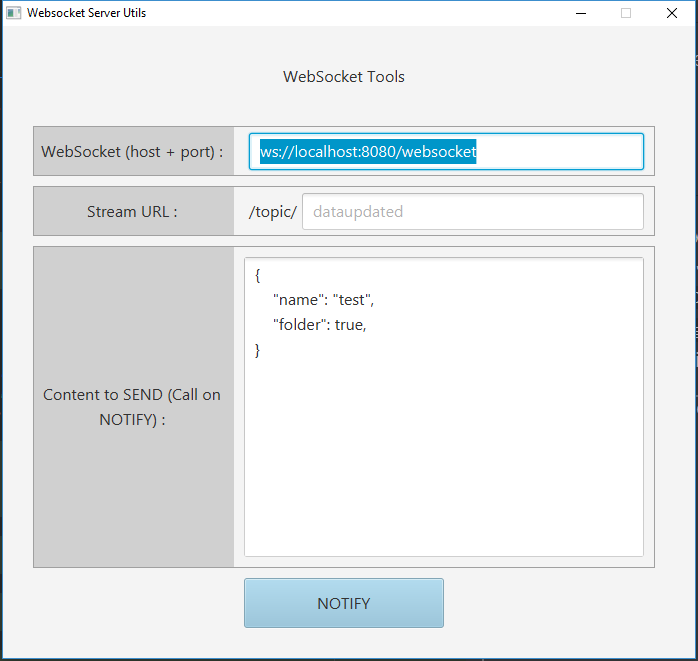 Websocket Server Utils
WebSocket Tools
WebSocket (host + port) :
ws://localhost:8080/websocket
Stream URL :
/topic/
dataupdated
{
"name": "test",
"folder": true,
}
Content to SEND (Call on
NOTIFY) :
NOTIFY